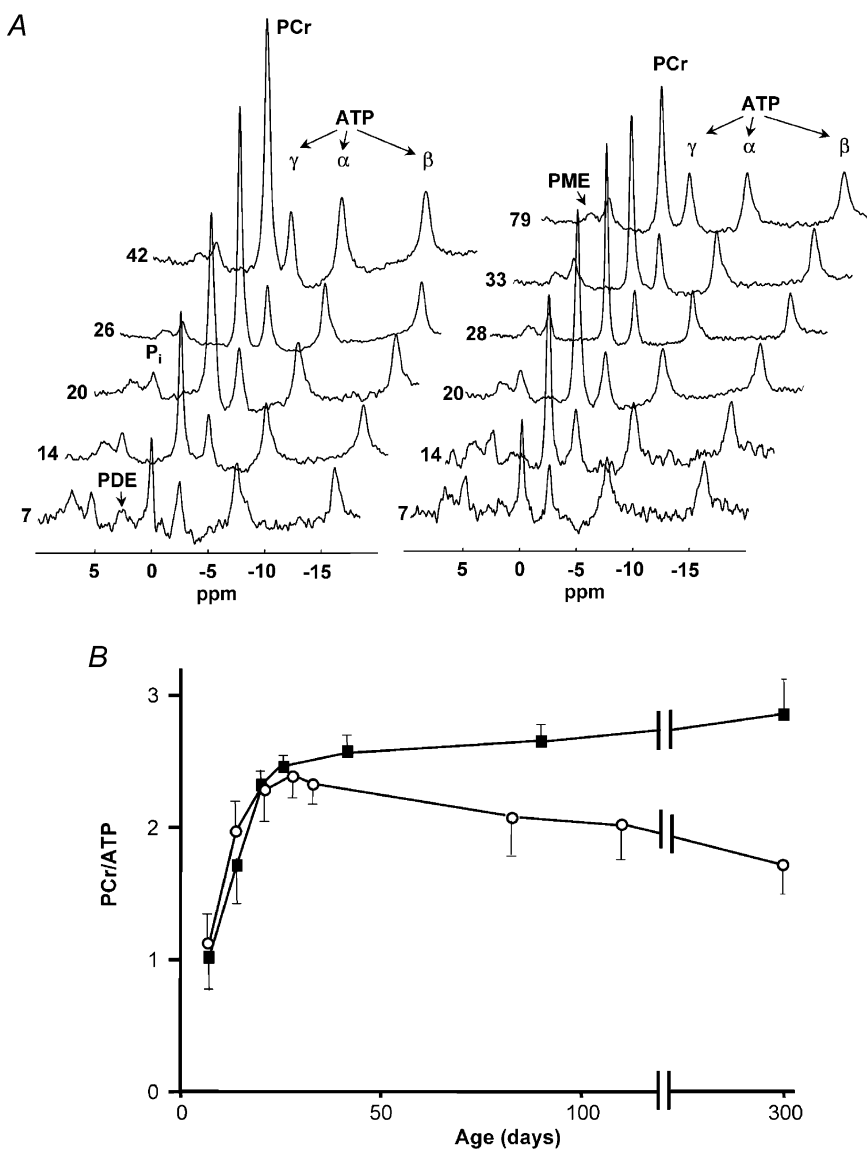 A
PCr
ATP
γ α β
42
26
Pi
20
14
PDE
7
5 0 -5 -10 -15
ppm
PCr
ATP
γ α β
PME
79
33
28
20
14
7
5 0 -5 -10 -15
ppm
B
3
2
1
0
PCr/ATP
0 50 100 300
Age (days)